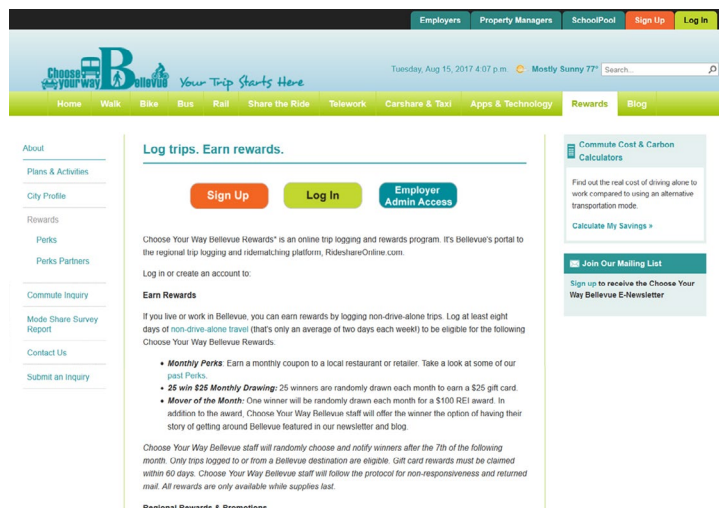 Employers Property Managers SchoolPool Sign Up Log In
Choose your way Bellevue Your Trip Starts Here
Tuesday, Aug 15, 2017 4:07 p.m. Mostly Sunny 77° Search...
Home Walk Bike Bus Rail Share the Ride Telework Carshare & Taxi Apps & Technology Rewards Blog
About
Plans & Activities
City Profile
Rewards
Perks
Perks Partners
Commute Inquiry
Mode Share Survey
Report
Contact Us
Submit an Inquiry
Log trips. Earn rewards.
Sign Up Log In Employer
Admin Access
Choose Your Way Bellevue Rewards* is an online trip logging and rewards program. It's Bellevue's portal to
the regional trip logging and ridematching platform, RideshareOnline.com.
Log in or create an account to:
Earn Rewards
If you live or work in Bellevue, you can earn rewards by logging non-drive-alone trips. Log at least eight
days of non-drive-alone travel (that's only an average of two days each week!) to be eligible for the following
Choose Your Way Bellevue Rewards:
• Monthly Perks: Earn a monthly coupon to a local restaurant or retailer. Take a look at some of our
past Perks.
• 25 win $25 Monthly Drawing: 25 winners are randomly drawn each month to earn a $25 gift card.
• Mover of the Month: One winner will be randomly drawn each month for a $100 REI award. In
addition to the award, Choose Your Way Bellevue staff will offer the winner the option of having their
story of getting around Bellevue featured in our newsletter and blog.
Choose Your Way Bellevue staff will randomly choose and notify winners after the 7th of the following
month. Only trips logged to or from a Bellevue destination are eligible. Gift card rewards must be claimed
within 60 days. Choose Your Way Bellevue staff will follow the protocol for non-responsiveness and returned
mail. All rewards are only available while supplies last.
Regional Rewards & Promotions
Commute Cost & Carbon
Calculators
Find out the real cost of driving alone to
work compared to using an alternative
transportation mode.
Calculate My Savings »
Join Our Mailing List
Sign up to receive the Choose Your
Way Bellevue E-Newsletter